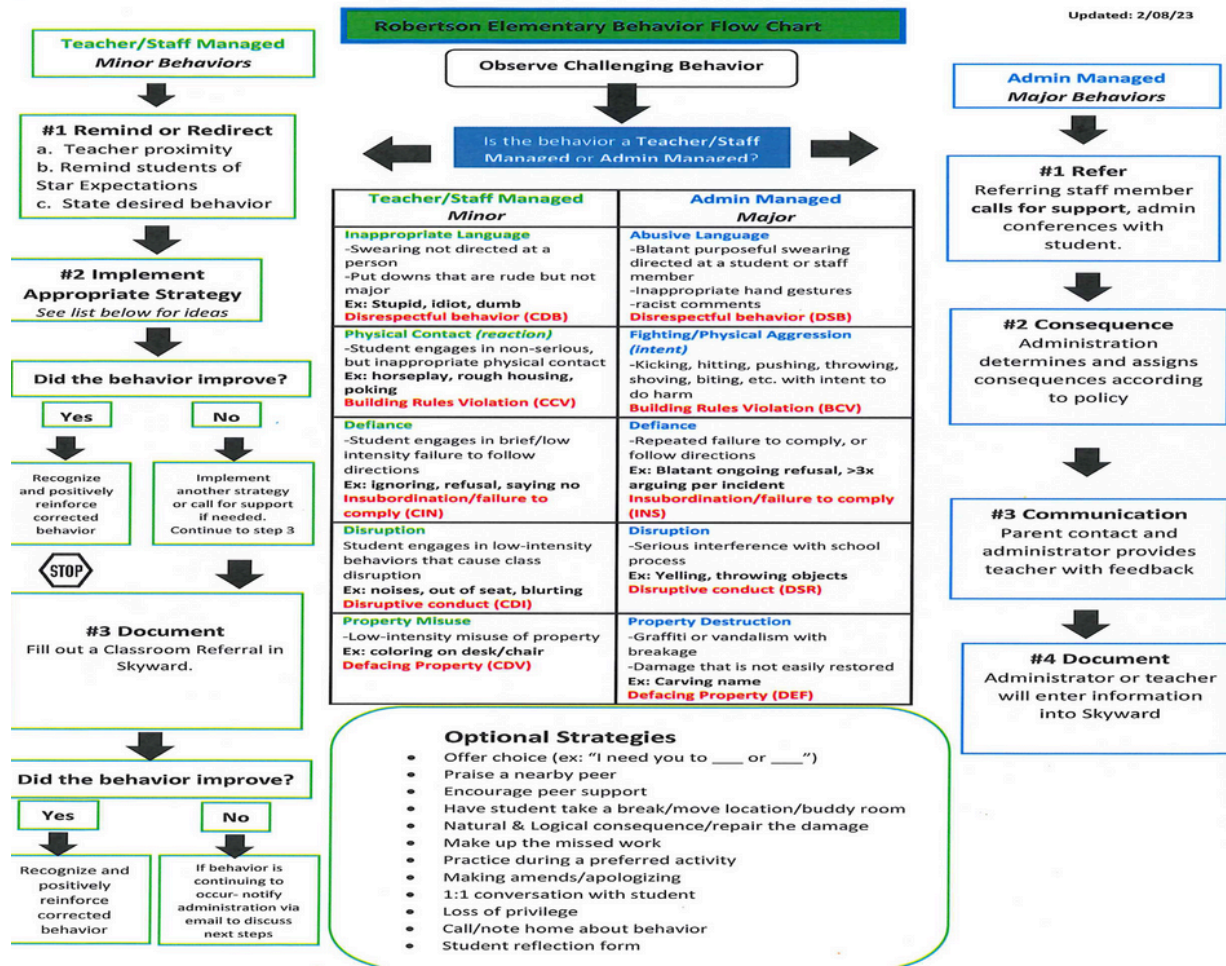 Robertson Elementary Behavior Flow Chart
Updated: 2/08/23
Teacher/Staff Managed
Minor Behaviors
#1 Remind or Redirect
a. Teacher proximity
b. Remind students of
Star Expectations
c. State desired behavior
#2 Implement
Appropriate Strategy
See list below for ideas
Did the behavior improve?
Yes
No
Recognize
and positively
reinforce
corrected
behavior
STOP
Implement
another strategy
or call for support
if needed.
Continue to step 3
#3 Document
Fill out a Classroom Referral in
Skyward.
Did the behavior improve?
Yes
No
Recognize and
positively
reinforce
corrected
behavior
If behavior is
continuing to
occur- notify
administration via
email to discuss
next steps
Observe Challenging Behavior
Is the behavior a Teacher/Staff
Managed or Admin Managed?
Teacher/Staff Managed
Minor
Admin Managed
Major
Inappropriate Language
-Swearing not directed at a
person
-Put downs that are rude but not
major
Ex: Stupid, idiot, dumb
Disrespectful behavior (CDB)
Abusive Language
-Blatant purposeful swearing
directed at a student or staff
member
-Inappropriate hand gestures
-racist comments
Disrespectful behavior (DSB)
Physical Contact (reaction)
-Student engages in non-serious,
but inappropriate physical contact
Ex: horseplay, rough housing,
poking
Building Rules Violation (CCV)
Fighting/Physical Aggression
(intent)
-Kicking, hitting, pushing, throwing,
shoving, biting, etc. with intent to
do harm
Building Rules Violation (BCV)
Defiance
-Student engages in brief/low
intensity failure to follow
directions
Ex: ignoring, refusal, saying no
Insubordination/failure to
comply (CIN)
Defiance
-Repeated failure to comply, or
follow directions
Ex: Blatant ongoing refusal, >3x
arguing per incident
Insubordination/failure to comply
(INS)
Disruption
Student engages in low-intensity
behaviors that cause class
disruption
Ex: noises, out of seat, blurting
Disruptive conduct (CDI)
Disruption
-Serious interference with school
process
Ex: Yelling, throwing objects
Disruptive conduct (DSR)
Property Misuse
-Low-intensity misuse of property
Ex: coloring on desk/chair
Defacing Property (CDV)
Property Destruction
-Graffiti or vandalism with
breakage
-Damage that is not easily restored
Ex: Carving name
Defacing Property (DEF)
Optional Strategies
• Offer choice (ex: “I need you to ___ or ___”)
• Praise a nearby peer
• Encourage peer support
• Have student take a break/move location/buddy room
• Natural & Logical consequence/repair the damage
• Make up the missed work
• Practice during a preferred activity
• Making amends/apologizing
• 1:1 conversation with student
• Loss of privilege
• Call/note home about behavior
• Student reflection form
Admin Managed
Major Behaviors
#1 Refer
Referring staff member
calls for support, admin
conferences with
student.
#2 Consequence
Administration
determines and assigns
consequences according
to policy
#3 Communication
Parent contact and
administrator provides
teacher with feedback
#4 Document
Administrator or teacher
will enter information
into Skyward